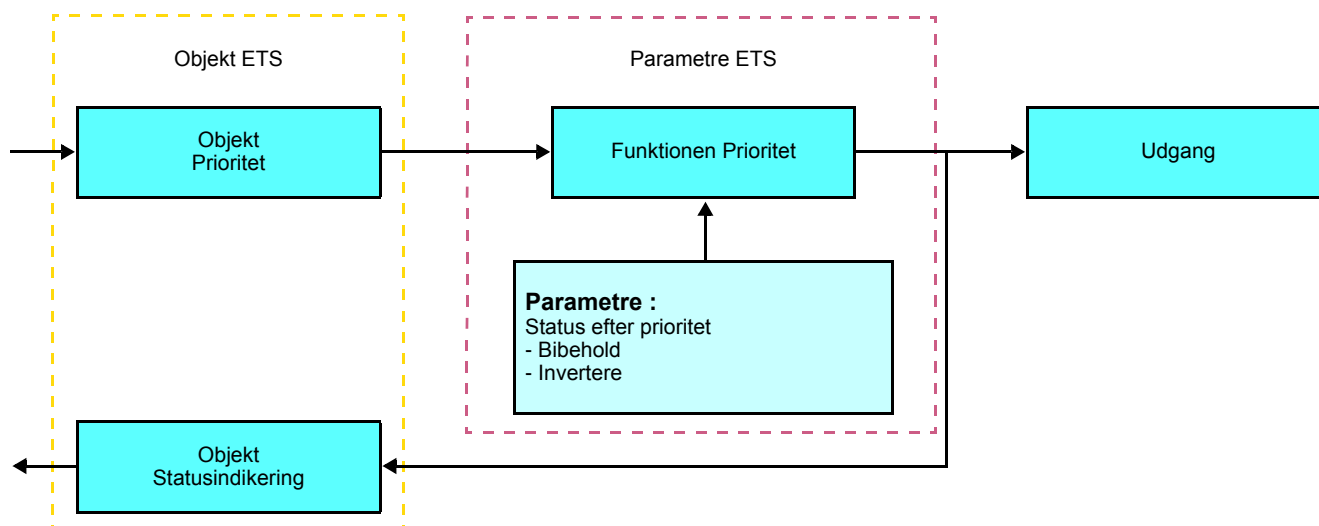 Objekt ETS
Parametre ETS
Objekt
Prioritet
Funktionen Prioritet
Udgang
Parametre :
Status efter prioritet
- Bibehold
- Invertere
Objekt
Statusindikering